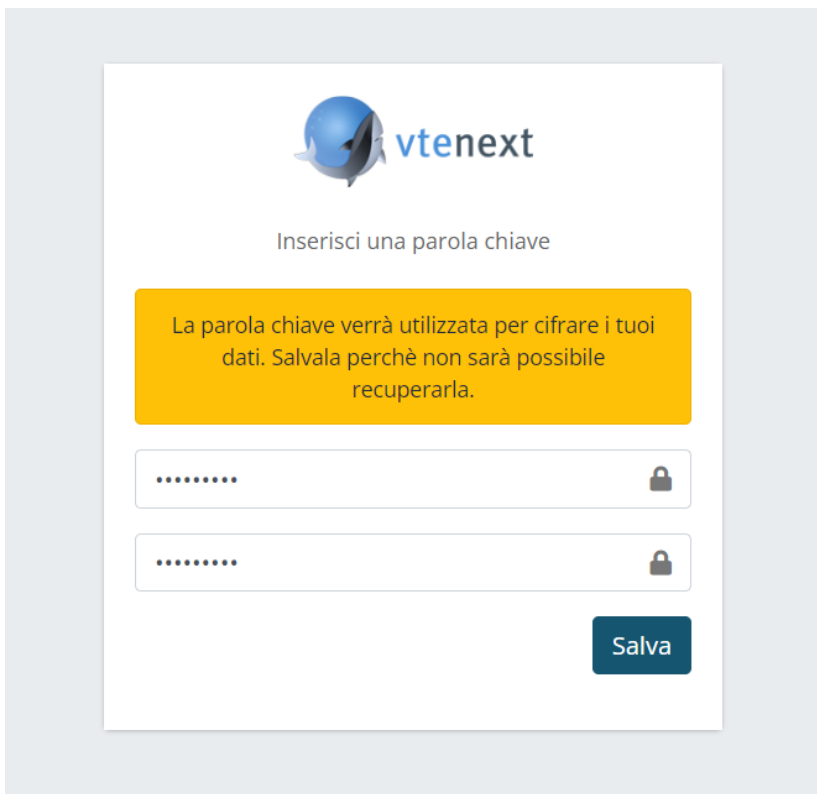 vtenext
Inserisci una parola chiave
La parola chiave verrà utilizzata per cifrare i tuoi
dati. Salvala perchè non sarà possibile
recuperarla.
•••••••••
•••••••••
Salva